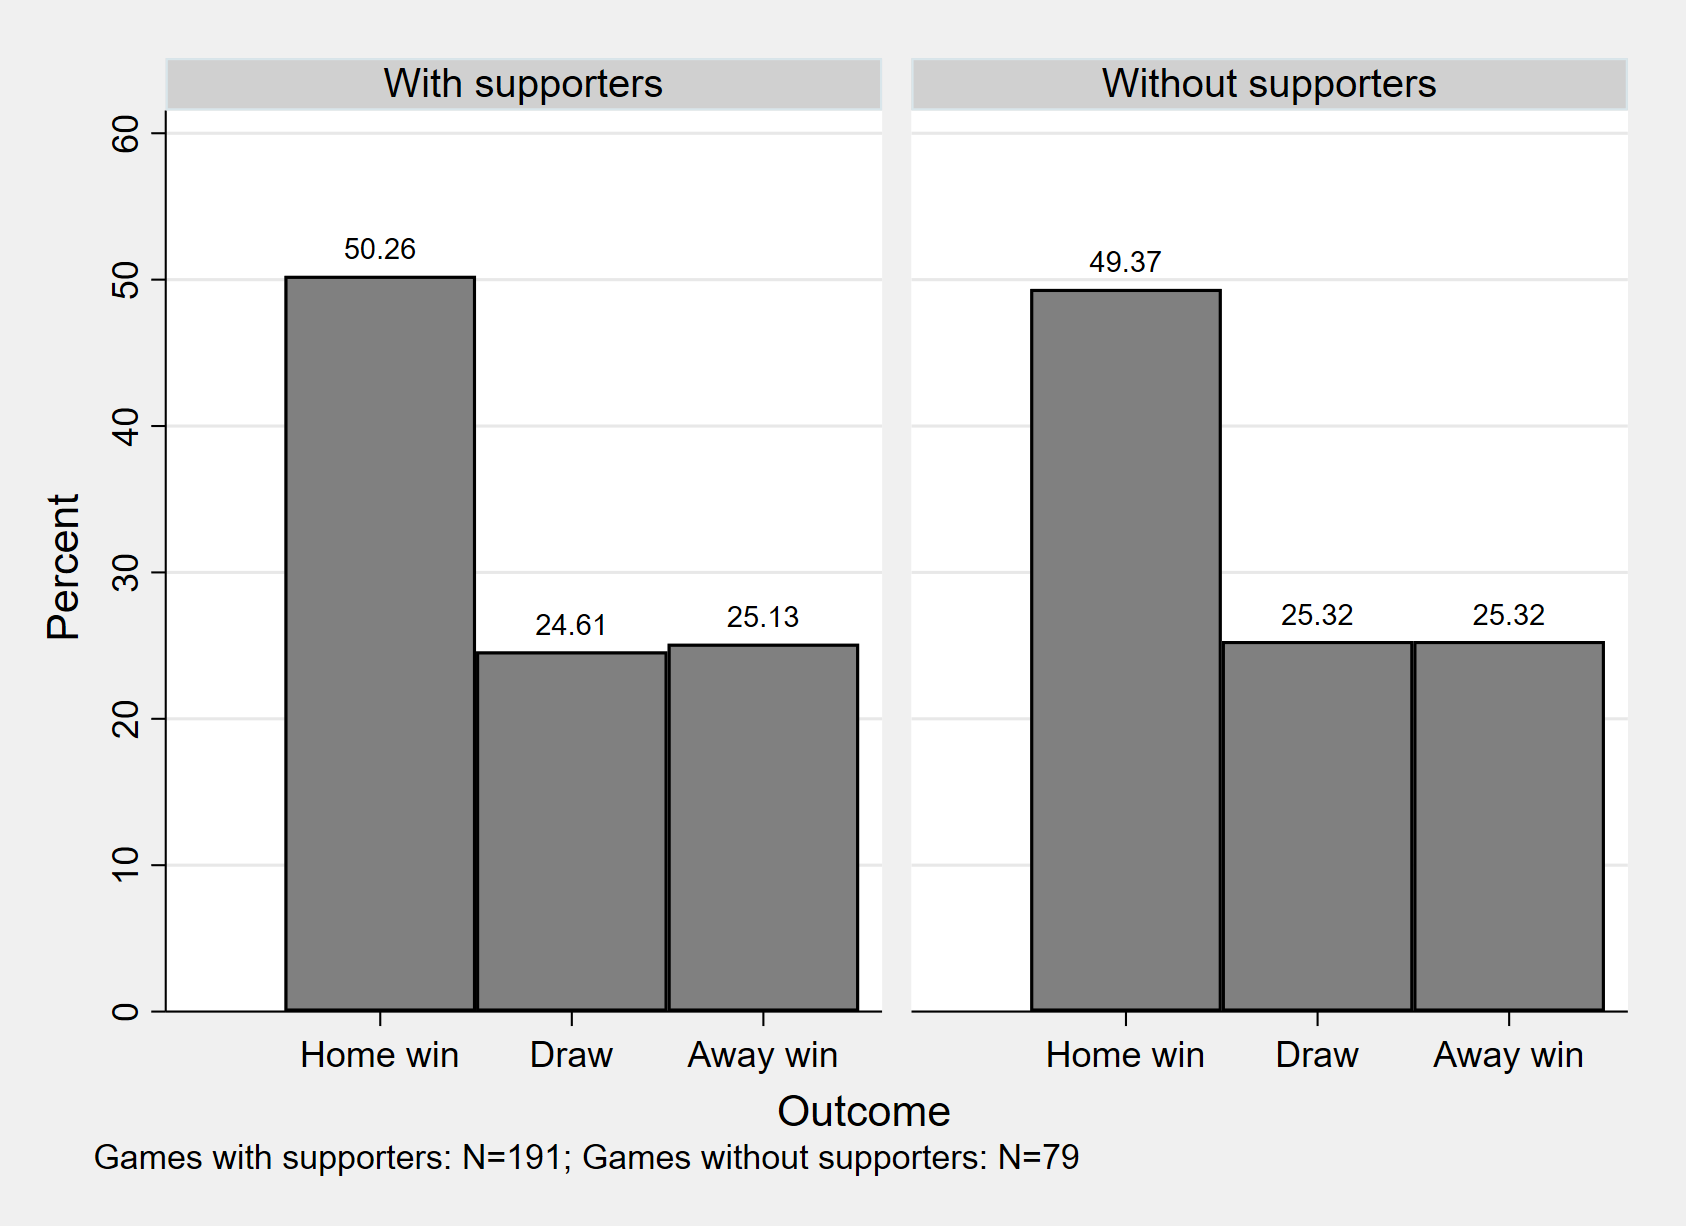 With supporters
Without supporters
Percent
60
50
40
30
20
10
0
50.26
24.61
25.13
49.37
25.32
25.32
Home win
Draw
Away win
Home win
Draw
Away win
Outcome
Games with supporters: N=191; Games without supporters: N=79